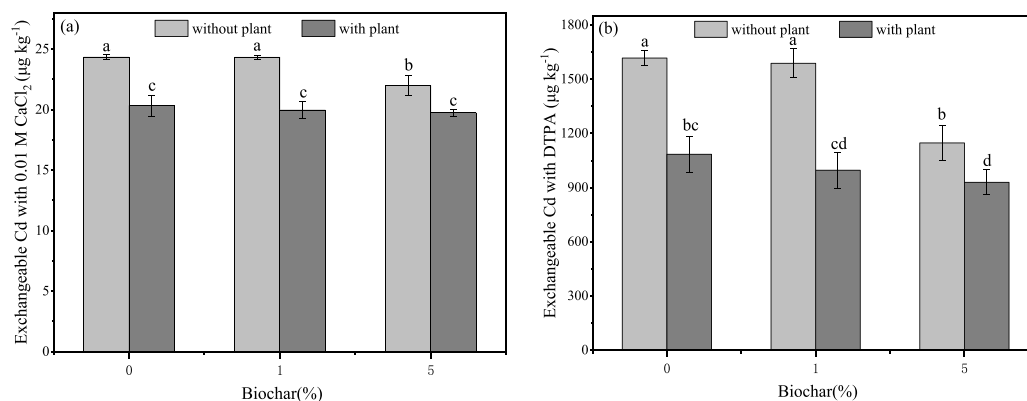 (a)
without plant
with plant
a
c
a
c
b
c
25
20
15
10
5
0
0
1
5
Biochar(%)
Exchangeable Cd with 0.01 M CaCl₂ (μg kg⁻¹)
(b)
without plant
with plant
a
bc
a
cd
b
d
1800
1500
1200
900
600
300
0
0
1
5
Biochar(%)
Exchangeable Cd with DTPA (μg kg⁻¹)